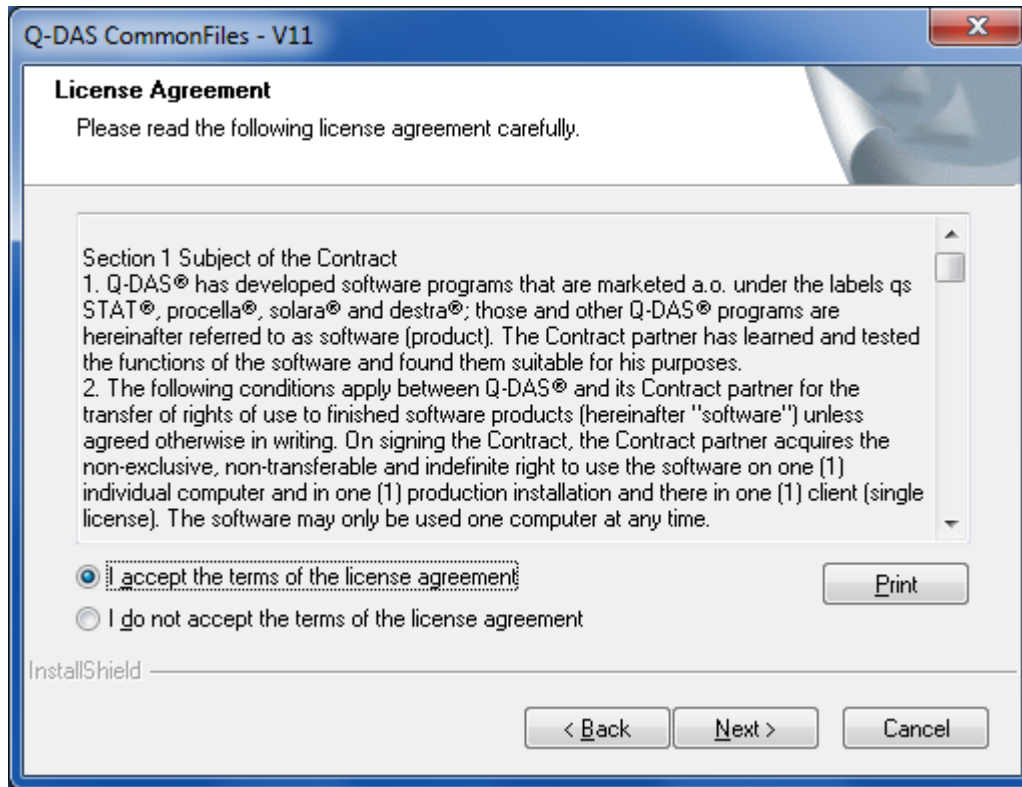 Q-DAS CommonFiles - V11
License Agreement
Please read the following license agreement carefully.
Section 1 Subject of the Contract
1. Q-DAS® has developed software programs that are marketed a.o. under the labels qs
STAT®, procella®, solara® and destra®; those and other Q-DAS® programs are
hereinafter referred to as software (product). The Contract partner has learned and tested
the functions of the software and found them suitable for his purposes.
2. The following conditions apply between Q-DAS® and its Contract partner for the
transfer of rights of use to finished software products (hereinafter "software") unless
agreed otherwise in writing. On signing the Contract, the Contract partner acquires the
non-exclusive, non-transferable and indefinite right to use the software on one (1)
individual computer and in one (1) production installation and there in one (1) client (single
license). The software may only be used one computer at any time.
I accept the terms of the license agreement
Print
I do not accept the terms of the license agreement
InstallShield
< Back
Next >
Cancel